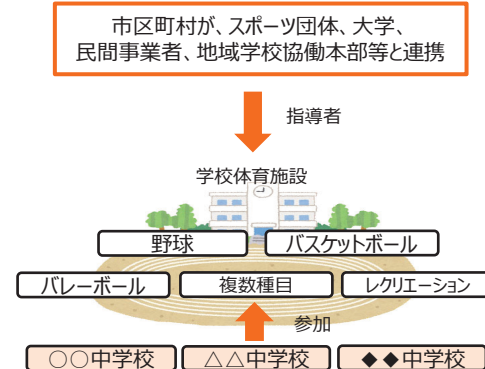 市区町村が、スポーツ団体、大学、
民間事業者、地域学校協働本部等と連携
指導者
学校体育施設
野球
バスケットボール
バレーボール
複数種目
レクリエーション
参加
○○中学校
△△中学校
◆◆中学校